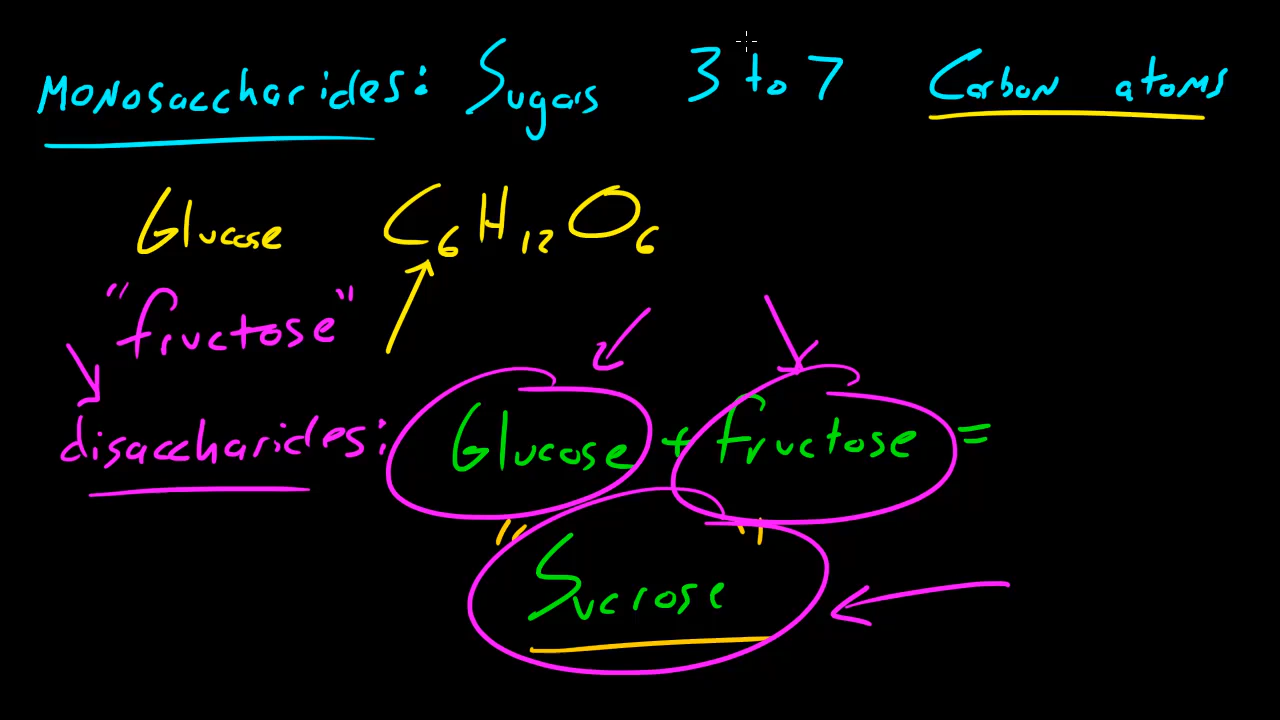 Monosaccharides: Sugars 3 to 7 Carbon atoms
Glucose C6H12O6
"fructose"
disaccharides: Glucose + fructose =
"Sucrose"